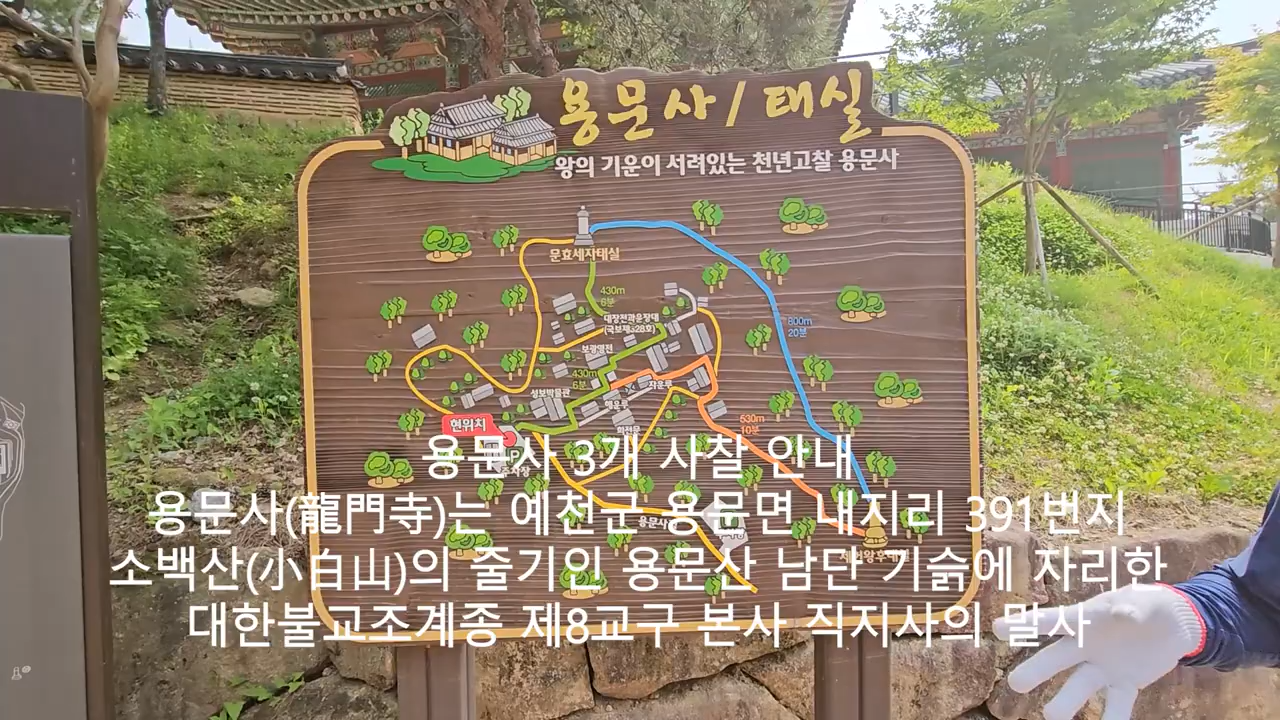 용문사/태실
왕의 기운이 서려있는 천년고찰 용문사
문효세자태실
430m
6분
대장전과윤장대
(국보제328호)
800m
20분
보광명전
430m
6분
자운루
성보박물관
해운루
회전문
530m
10분
현위치
용문사 3개 사찰 안내
용문사(龍門寺)는 예천군 용문면 내지리 391번지
소백산(小白山)의 줄기인 용문산 남단 기슭에 자리한
대한불교조계종 제8교구 본사 직지사의 말사